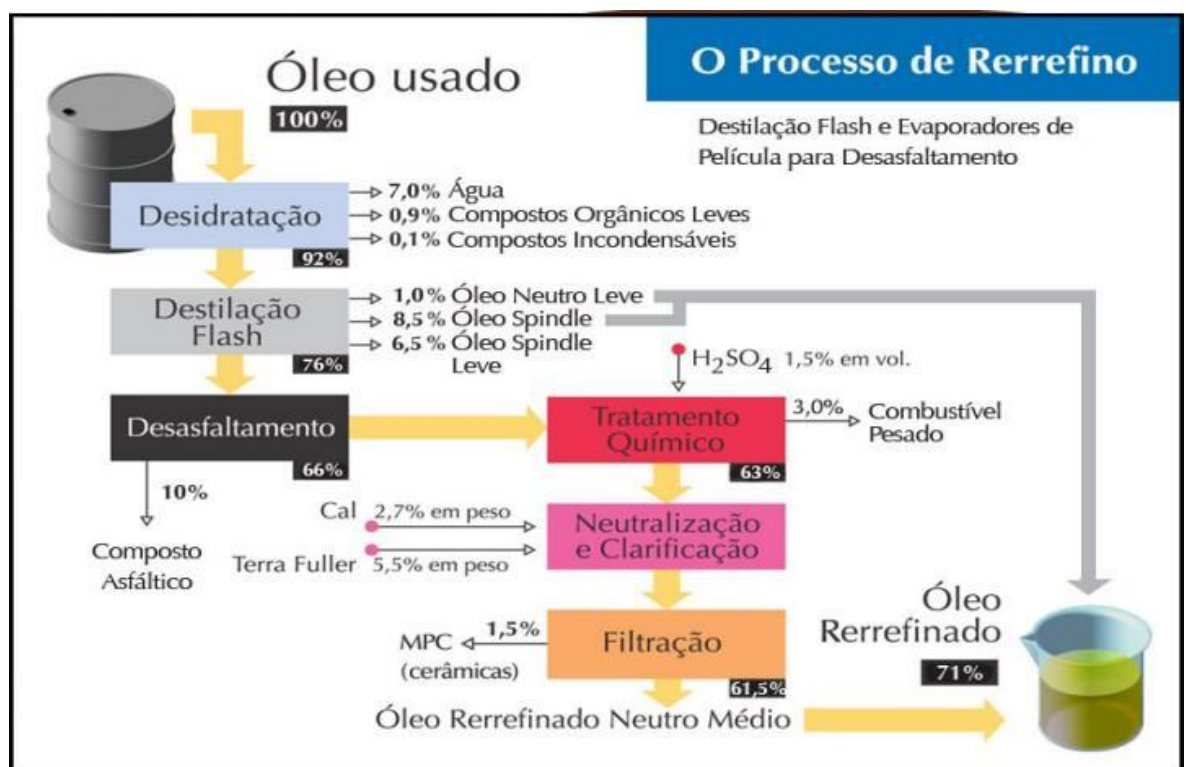 O Processo de Rerrefino
Destilação Flash e Evaporadores de
Película para Desasfaltamento
Óleo usado
100%
Desidratação
92%
7,0% Água
0,9% Compostos Orgânicos Leves
0,1% Compostos Incondensáveis
Destilação
Flash
76%
1,0% Óleo Neutro Leve
8,5% Óleo Spindle
6,5% Óleo Spindle
Leve
H2SO4 1,5% em vol.
Desasfaltamento
66%
10%
Composto
Asfáltico
Tratamento
Químico
63%
3,0%
Combustível
Pesado
Cal 2,7% em peso
Terra Fuller 5,5% em peso
Neutralização
e Clarificação
Filtração
61,5%
1,5%
MPC
(cerâmicas)
Óleo Rerrefinado Neutro Médio
Óleo
Rerrefinado
71%